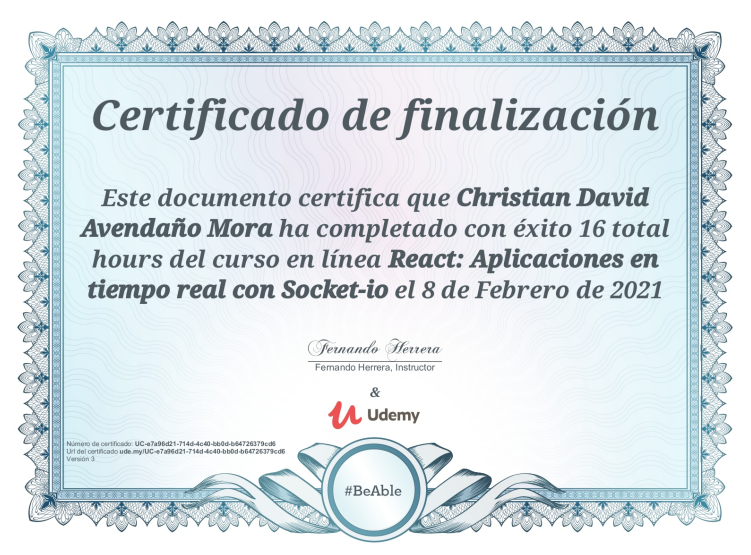 Certificado de finalización
Este documento certifica que Christian David
Avendaño Mora ha completado con éxito 16 total
hours del curso en línea React: Aplicaciones en
tiempo real con Socket-io el 8 de Febrero de 2021
Fernando Herrera
Fernando Herrera, Instructor
&
Udemy
Número de certificado: UC-e7a96d21-714d-4c40-bb0d-b64726379cd6
Url del certificado ude.my/UC-e7a96d21-714d-4c40-bb0d-b64726379cd6
Versión 3
#BeAble